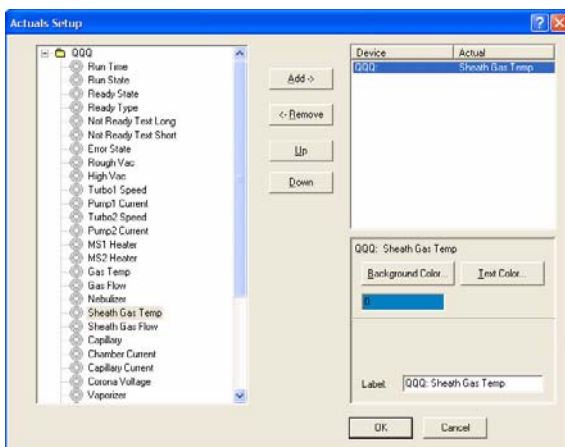 Actuals Setup
QQQ
Run Time
Run State
Ready State
Ready Type
Not Ready Text Long
Not Ready Text Short
Error State
Rough Vac
High Vac
Turbo1 Speed
Pump1 Current
Turbo2 Speed
Pump2 Current
MS1 Heater
MS2 Heater
Gas Temp
Gas Flow
Nebulizer
Sheath Gas Temp
Sheath Gas Flow
Capillary
Chamber Current
Capillary Current
Corona Voltage
Vaporizer
Add ->
<- Remove
Up
Down
Device Actual
QQQ: Sheath Gas Temp
QQQ: Sheath Gas Temp
Background Color... Text Color...
0
Label: QQQ: Sheath Gas Temp
OK Cancel